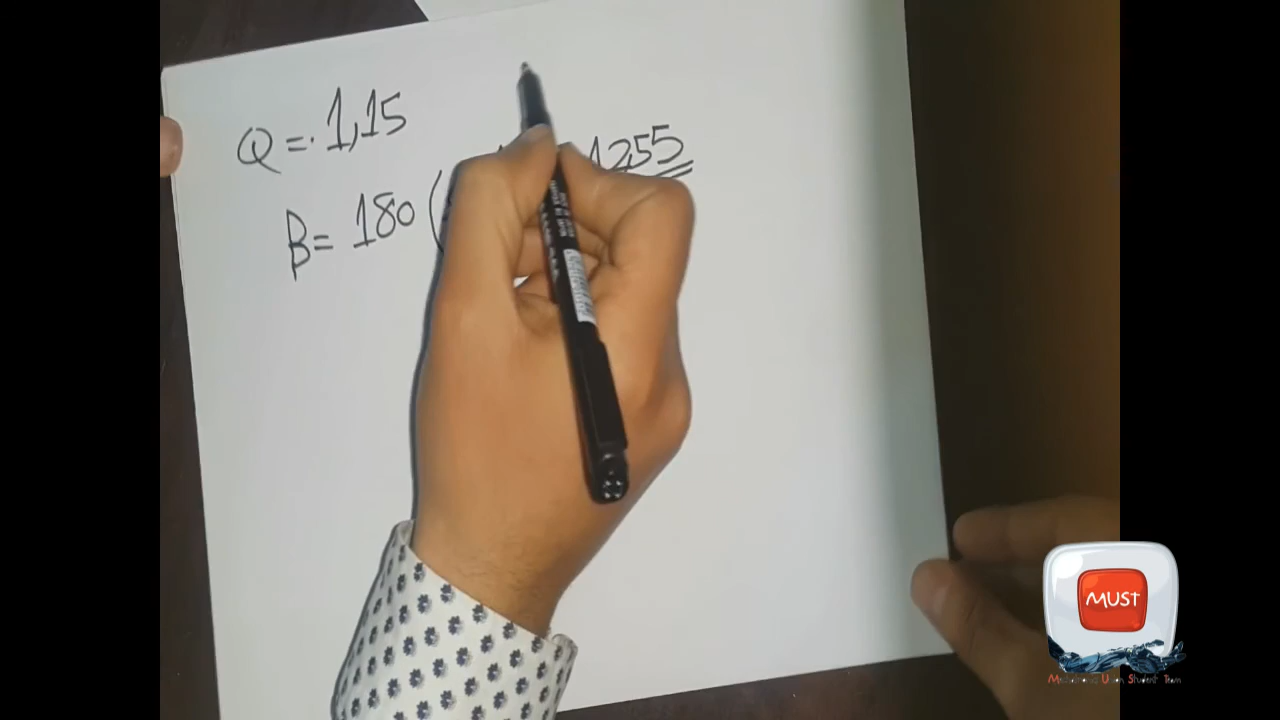 Q = 1,15
1255
β = 180 (
MUST